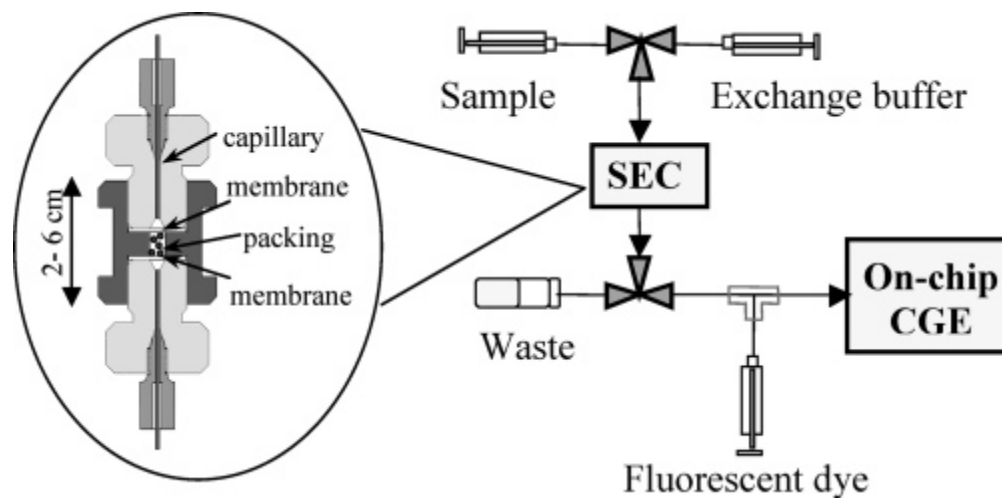 capillary
membrane
packing
membrane
2- 6 cm
Sample
Exchange buffer
SEC
Waste
On-chip
CGE
Fluorescent dye